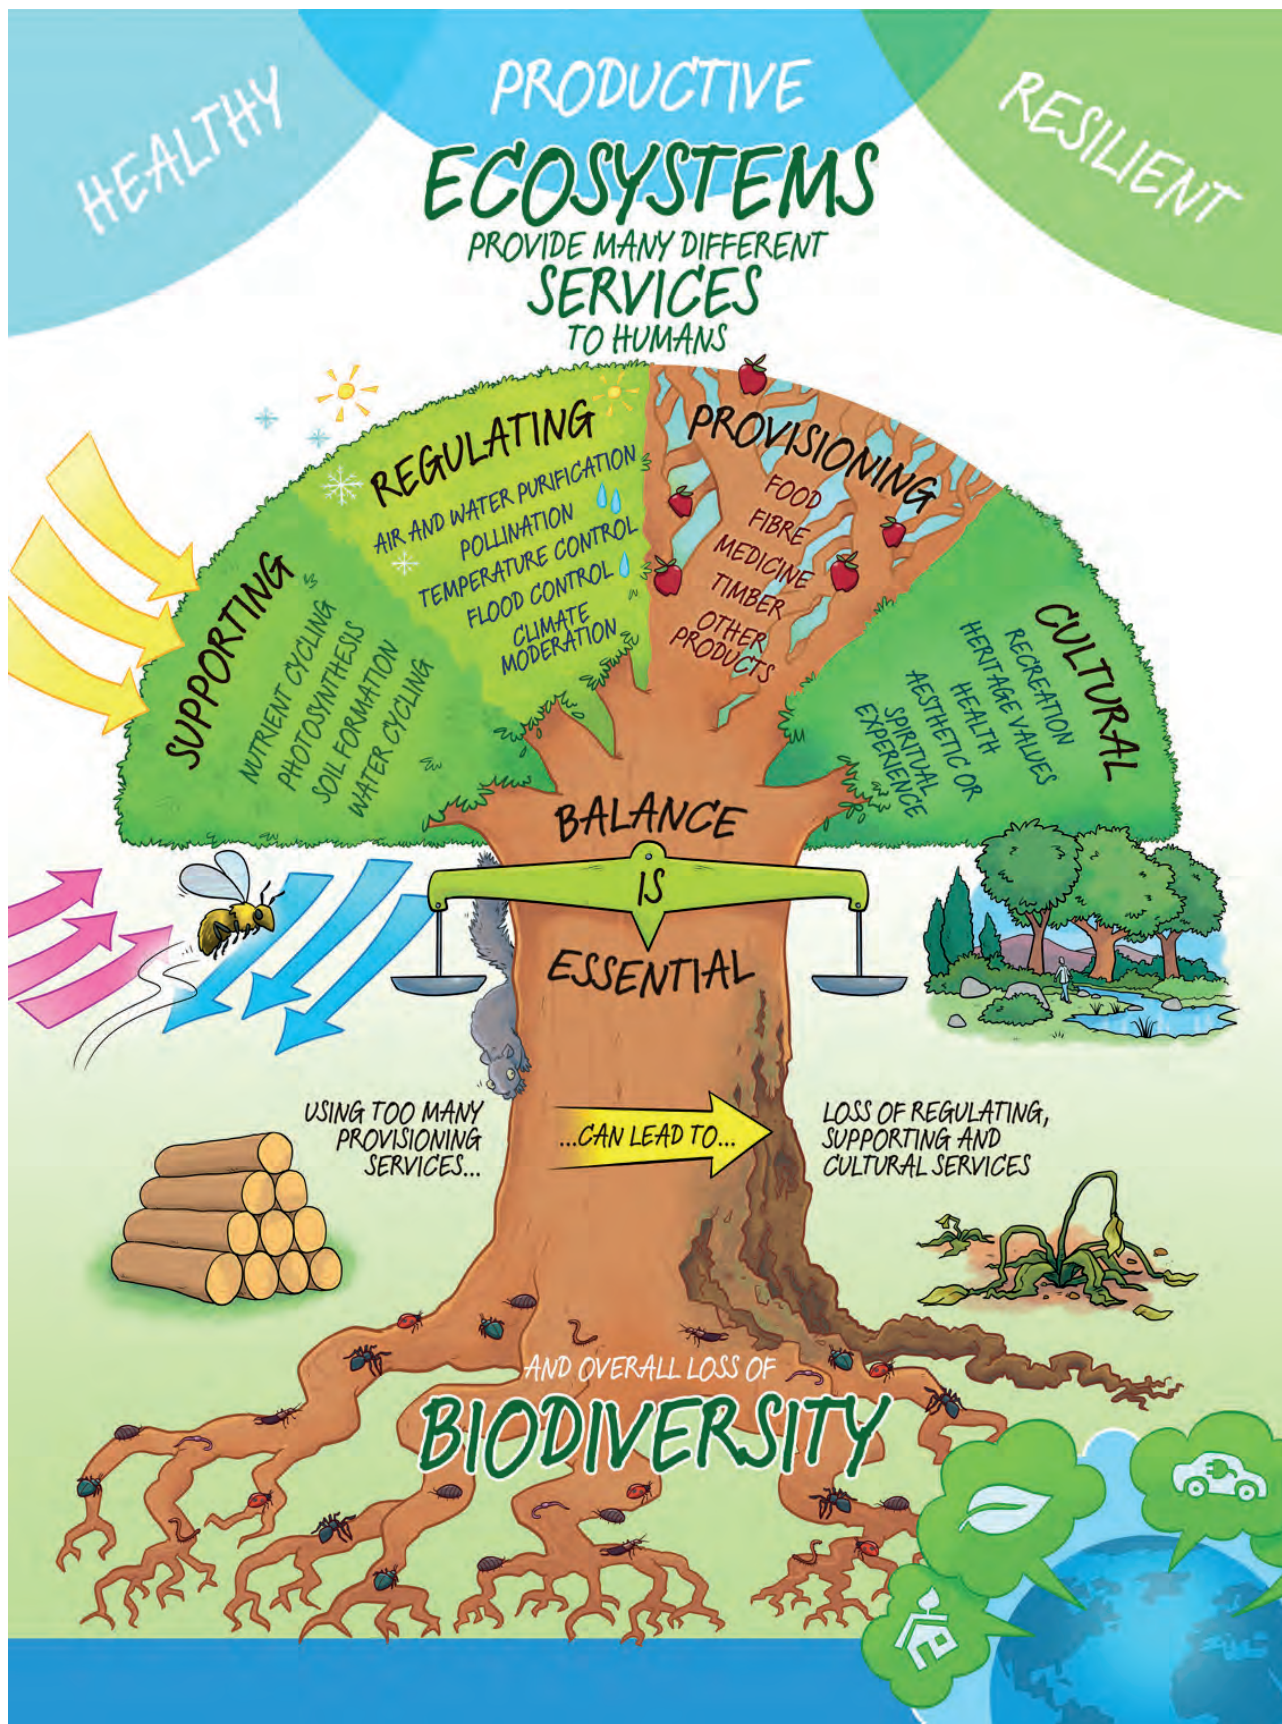 HEALTHY
PRODUCTIVE
RESILIENT
ECOSYSTEMS
PROVIDE MANY DIFFERENT
SERVICES
TO HUMANS
SUPPORTING
NUTRIENT CYCLING
PHOTOSYNTHESIS
SOIL FORMATION
WATER CYCLING
REGULATING
AIR AND WATER PURIFICATION
POLLINATION
TEMPERATURE CONTROL
FLOOD CONTROL
CLIMATE
MODERATION
PROVISIONING
FOOD
FIBRE
MEDICINE
TIMBER
OTHER
PRODUCTS
CULTURAL
RECREATION
HERITAGE VALUES
HEALTH
AESTHETIC OR
SPIRITUAL
EXPERIENCE
BALANCE
IS
ESSENTIAL
USING TOO MANY
PROVISIONING
SERVICES...
...CAN LEAD TO...
LOSS OF REGULATING,
SUPPORTING AND
CULTURAL SERVICES
AND OVERALL LOSS OF
BIODIVERSITY